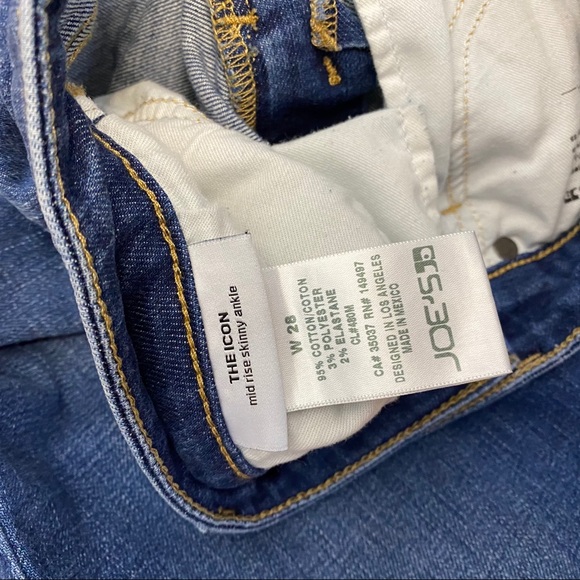 THE ICON
mid rise skinny ankle
JOE'S
W 26
95% COTTON/COTON
3% POLYESTER
2% ELASTANE
CL#480M
CA# 35037 RN# 149497
DESIGNED IN LOS ANGELES
MADE IN MEXICO